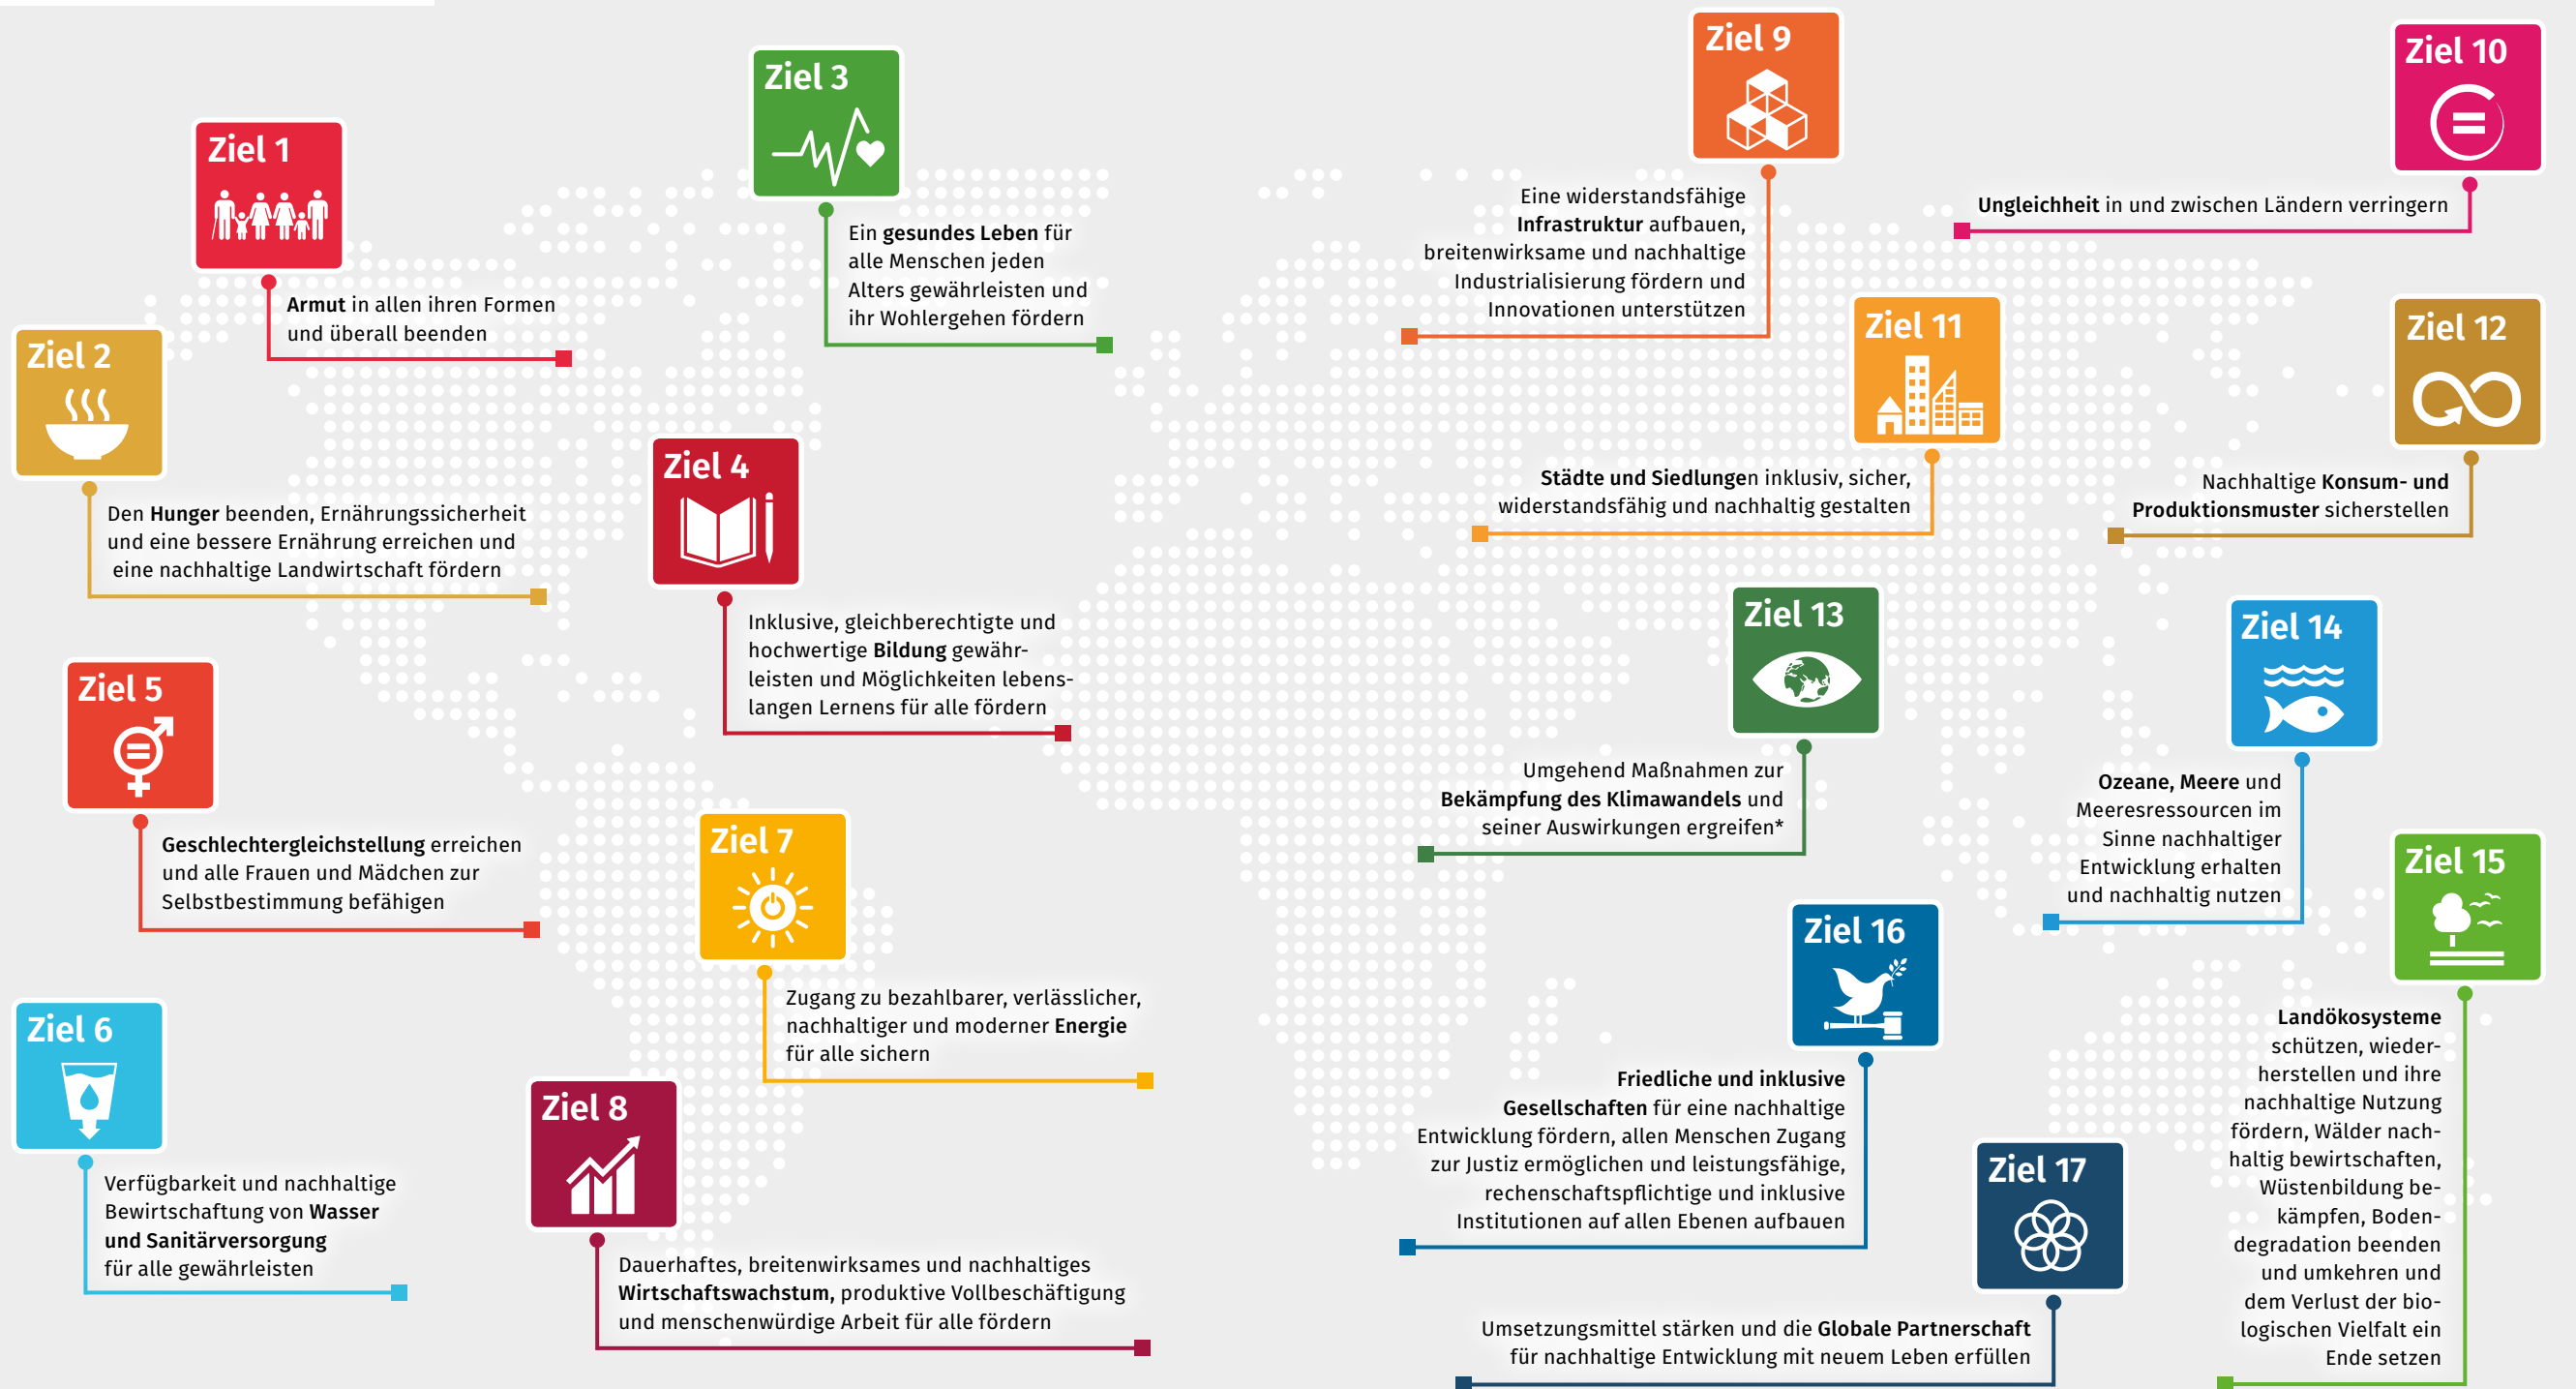 Ziel 1
Armut in allen ihren Formen
und überall beenden
Ziel 2
Den Hunger beenden, Ernährungssicherheit
und eine bessere Ernährung erreichen und
eine nachhaltige Landwirtschaft fördern
Ziel 3
Ein gesundes Leben für
alle Menschen jeden
Alters gewährleisten und
ihr Wohlergehen fördern
Ziel 4
Inklusive, gleichberechtigte und
hochwertige Bildung gewähr-
leisten und Möglichkeiten lebens-
langen Lernens für alle fördern
Ziel 5
Geschlechtergleichstellung erreichen
und alle Frauen und Mädchen zur
Selbstbestimmung befähigen
Ziel 6
Verfügbarkeit und nachhaltige
Bewirtschaftung von Wasser
und Sanitärversorgung
für alle gewährleisten
Ziel 7
Zugang zu bezahlbarer, verlässlicher,
nachhaltiger und moderner Energie
für alle sichern
Ziel 8
Dauerhaftes, breitenwirksames und nachhaltiges
Wirtschaftswachstum, produktive Vollbeschäftigung
und menschenwürdige Arbeit für alle fördern
Ziel 9
Eine widerstandsfähige
Infrastruktur aufbauen,
breitenwirksame und nachhaltige
Industrialisierung fördern und
Innovationen unterstützen
Ziel 10
Ungleichheit in und zwischen Ländern verringern
Ziel 11
Städte und Siedlungen inklusiv, sicher,
widerstandsfähig und nachhaltig gestalten
Ziel 12
Nachhaltige Konsum- und
Produktionsmuster sicherstellen
Ziel 13
Umgehend Maßnahmen zur
Bekämpfung des Klimawandels und
seiner Auswirkungen ergreifen*
Ziel 14
Ozeane, Meere und
Meeresressourcen im
Sinne nachhaltiger
Entwicklung erhalten
und nachhaltig nutzen
Ziel 15
Landökosysteme
schützen, wieder-
herstellen und ihre
nachhaltige Nutzung
fördern, Wälder nach-
haltig bewirtschaften,
Wüstenbildung be-
kämpfen, Boden-
degradation beenden
und umkehren und
dem Verlust der bio-
logischen Vielfalt ein
Ende setzen
Ziel 16
Friedliche und inklusive
Gesellschaften für eine nachhaltige
Entwicklung fördern, allen Menschen Zugang
zur Justiz ermöglichen und leistungsfähige,
rechenschaftspflichtige und inklusive
Institutionen auf allen Ebenen aufbauen
Ziel 17
Umsetzungsmittel stärken und die Globale Partnerschaft
für nachhaltige Entwicklung mit neuem Leben erfüllen